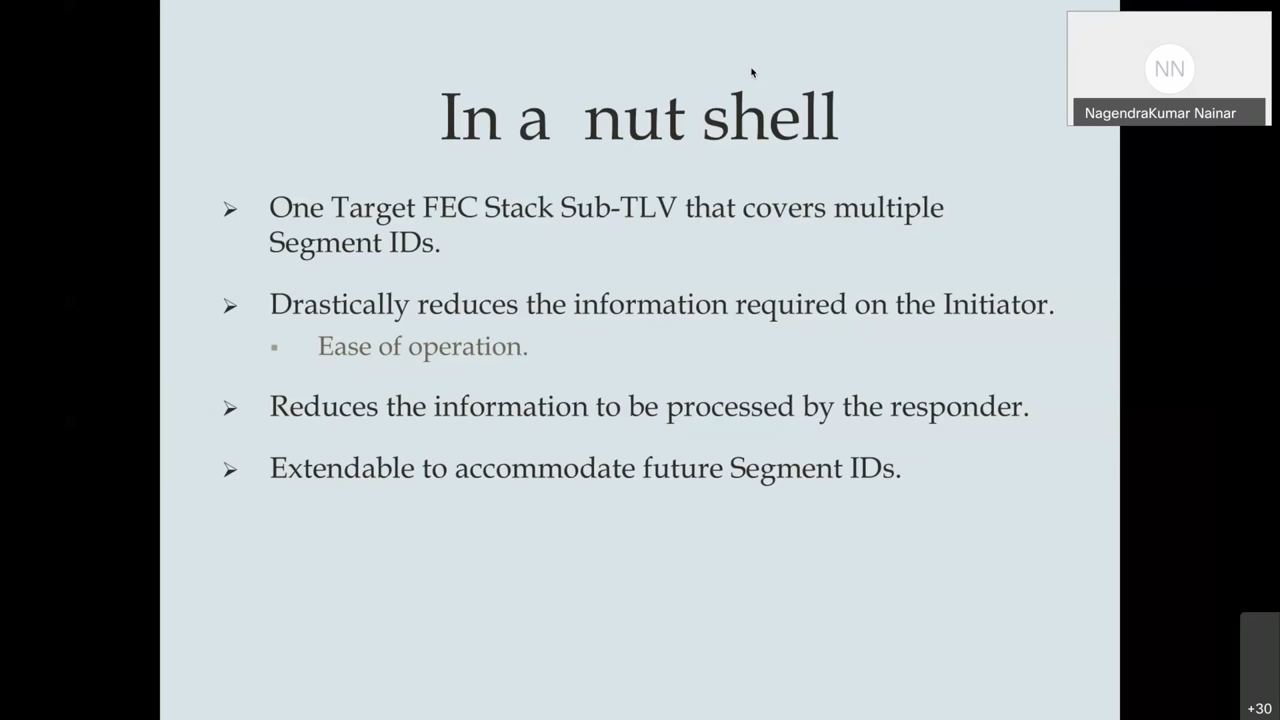 In a  nut shell
One Target FEC Stack Sub-TLV that covers multiple
Segment IDs.
Drastically reduces the information required on the Initiator.
Ease of operation.
Reduces the information to be processed by the responder.
Extendable to accommodate future Segment IDs.
NN
NagendraKumar Nainar
+30